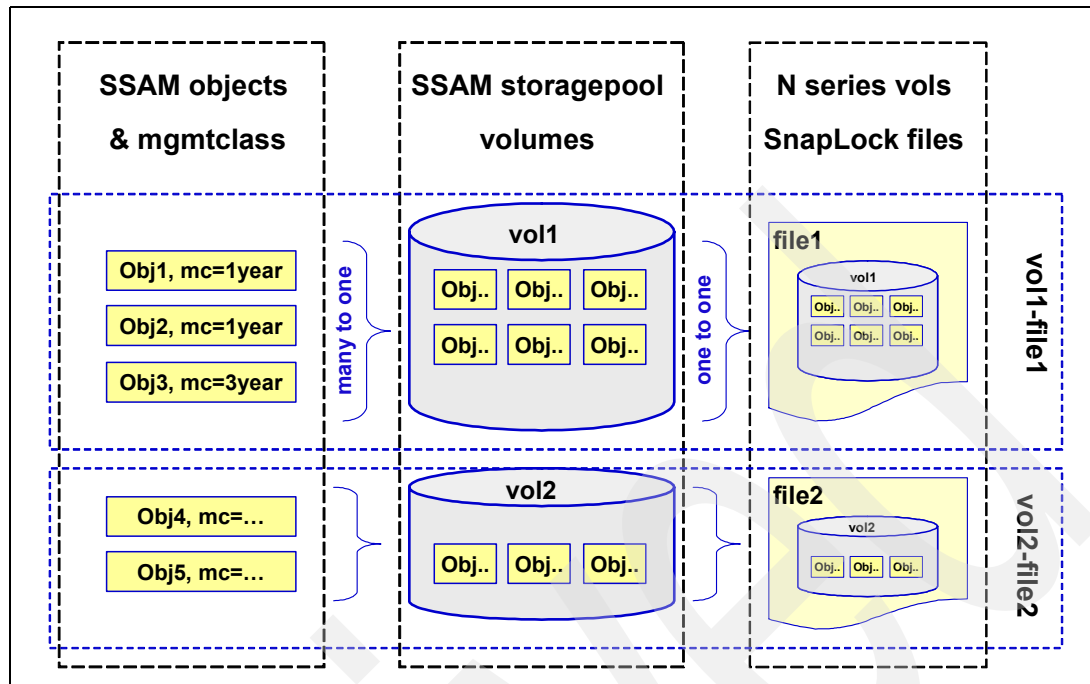 SSAM objects
& mgmtclass
SSAM storagepool
volumes
N series vols
SnapLock files
Obj1, mc=1year
Obj2, mc=1year
Obj3, mc=3year
many to one
vol1
Obj.. Obj.. Obj..
Obj.. Obj.. Obj..
one to one
file1
vol1
Obj.. Obj.. Obj..
Obj.. Obj.. Obj..
vol1-file1
Obj4, mc=…
Obj5, mc=…
vol2
Obj.. Obj.. Obj..
file2
vol2
Obj.. Obj.. Obj..
vol2-file2